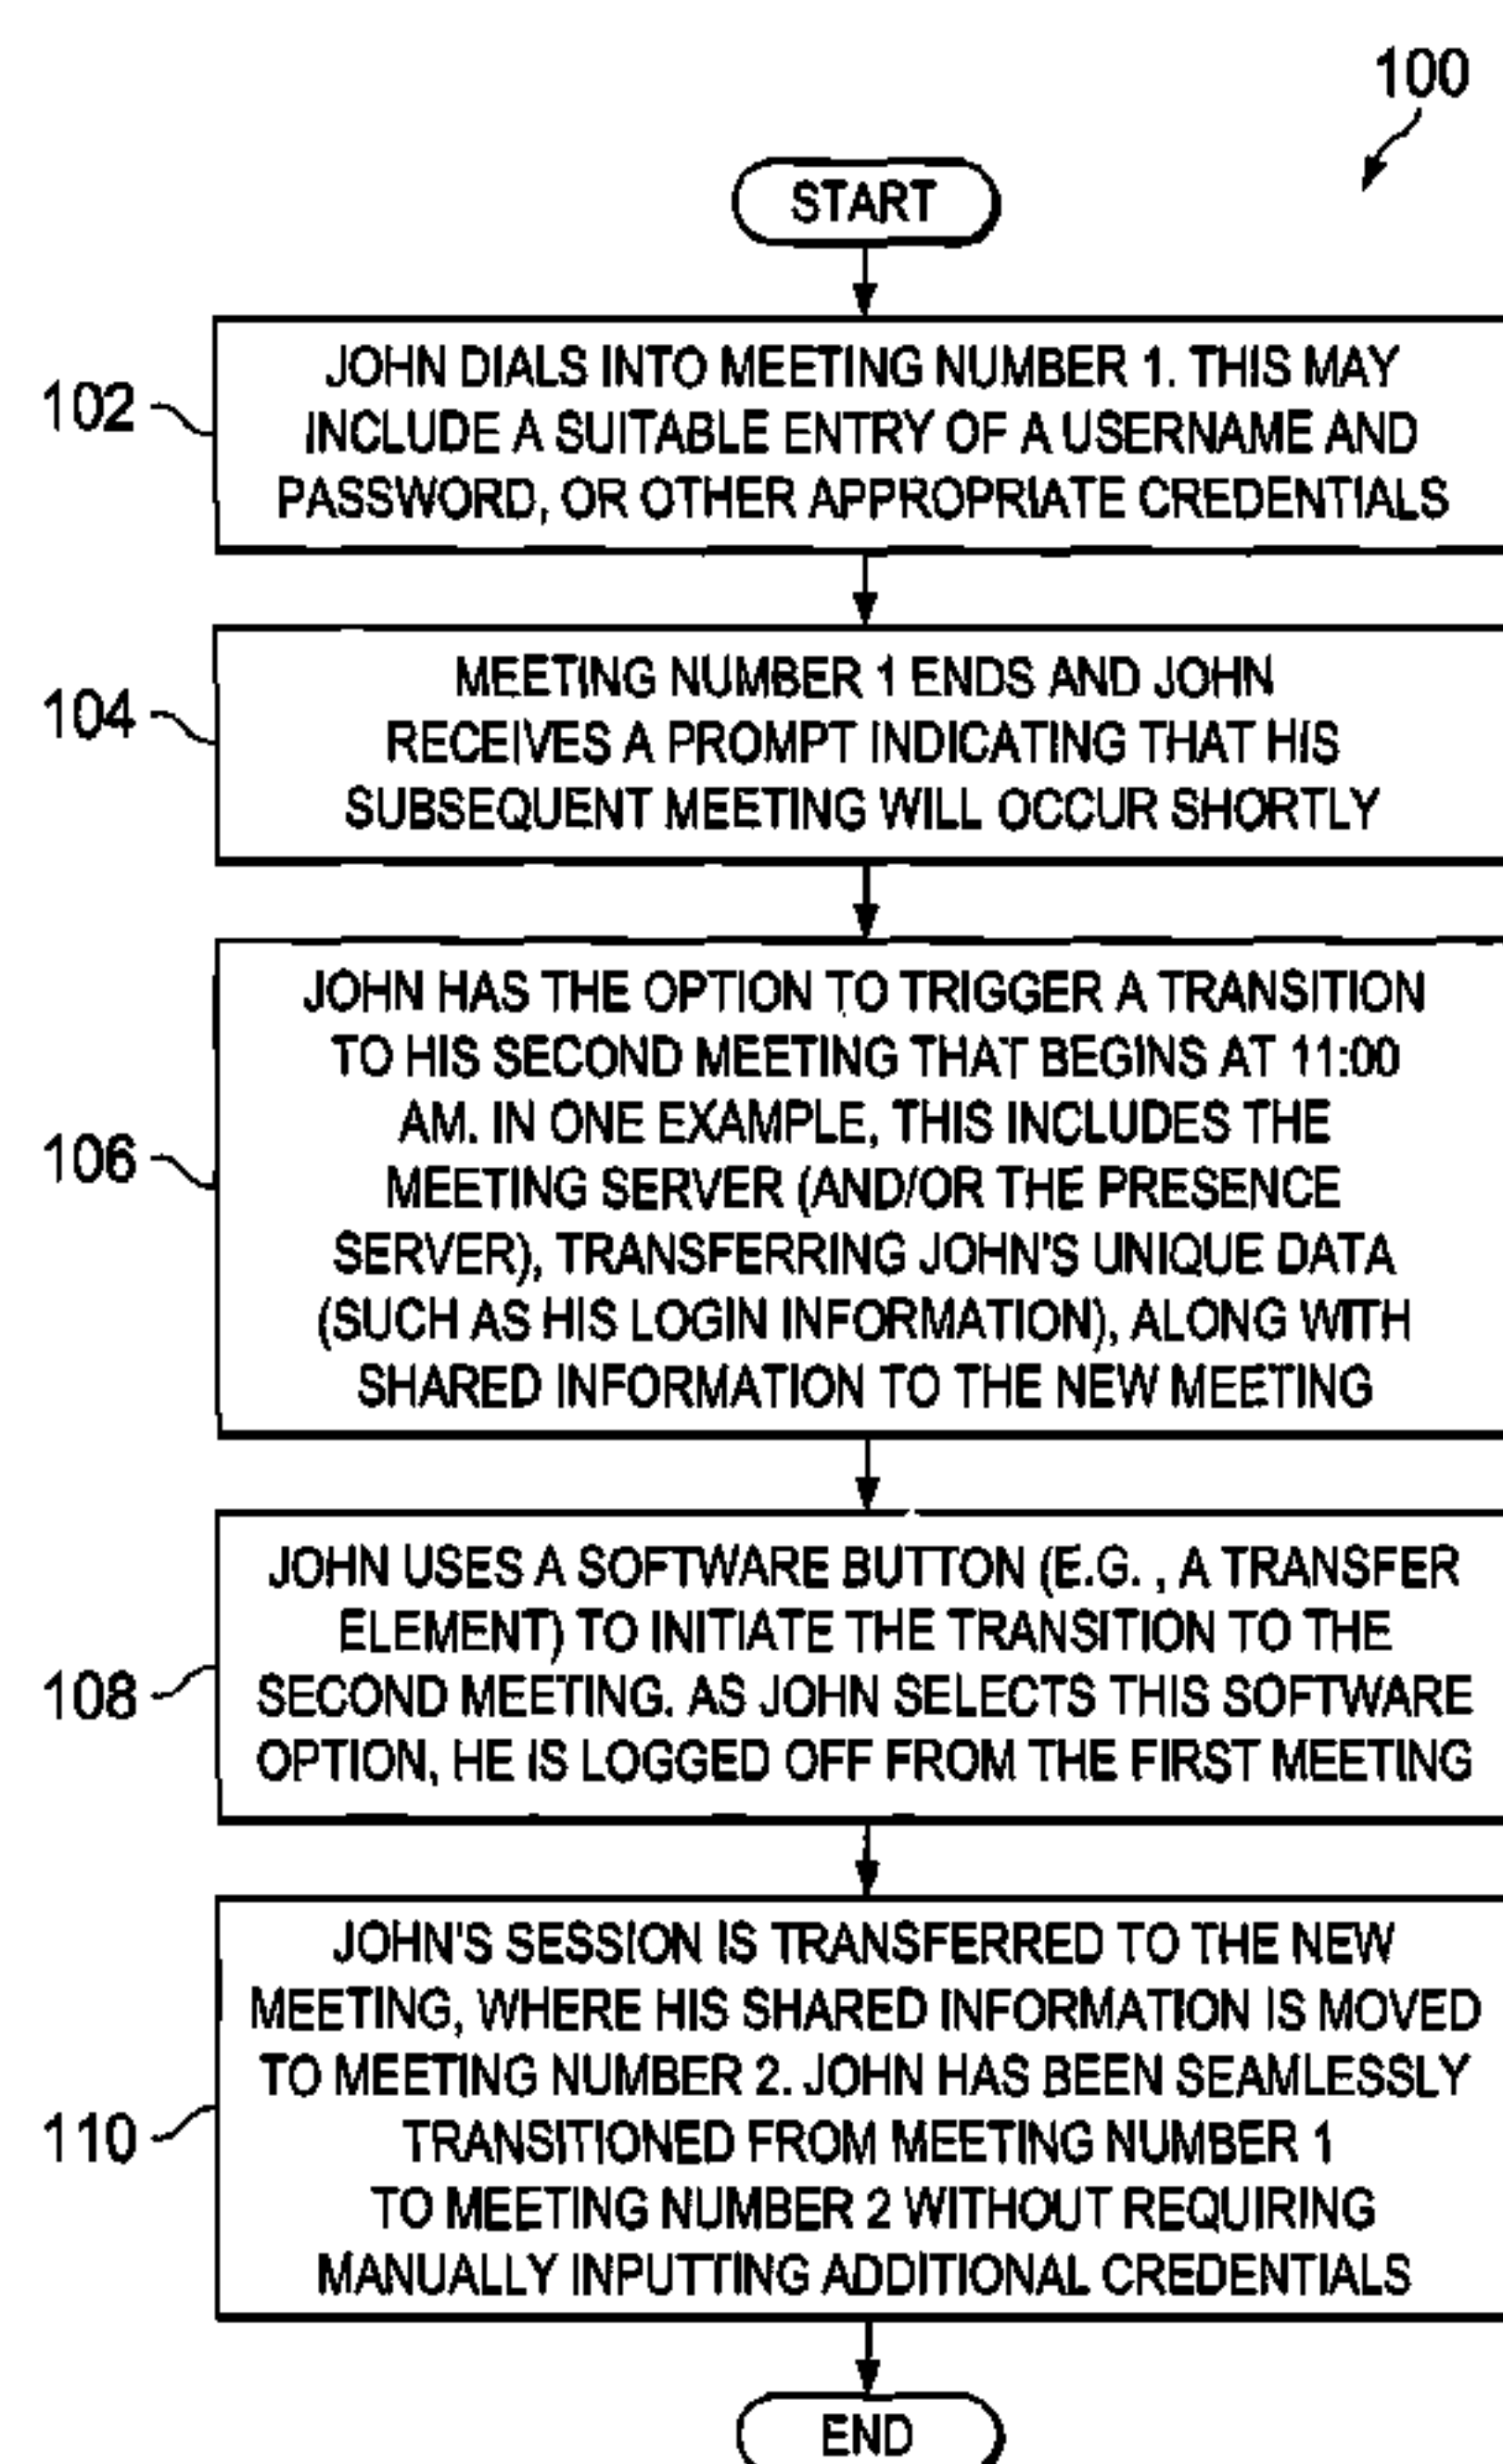 100
START
102
JOHN DIALS INTO MEETING NUMBER 1. THIS MAY
INCLUDE A SUITABLE ENTRY OF A USERNAME AND
PASSWORD, OR OTHER APPROPRIATE CREDENTIALS
104
MEETING NUMBER 1 ENDS AND JOHN
RECEIVES A PROMPT INDICATING THAT HIS
SUBSEQUENT MEETING WILL OCCUR SHORTLY
106
JOHN HAS THE OPTION TO TRIGGER A TRANSITION
TO HIS SECOND MEETING THAT BEGINS AT 11:00
AM. IN ONE EXAMPLE, THIS INCLUDES THE
MEETING SERVER (AND/OR THE PRESENCE
SERVER), TRANSFERRING JOHN'S UNIQUE DATA
(SUCH AS HIS LOGIN INFORMATION), ALONG WITH
SHARED INFORMATION TO THE NEW MEETING
108
JOHN USES A SOFTWARE BUTTON (E.G. , A TRANSFER
ELEMENT) TO INITIATE THE TRANSITION TO THE
SECOND MEETING. AS JOHN SELECTS THIS SOFTWARE
OPTION, HE IS LOGGED OFF FROM THE FIRST MEETING
110
JOHN'S SESSION IS TRANSFERRED TO THE NEW
MEETING, WHERE HIS SHARED INFORMATION IS MOVED
TO MEETING NUMBER 2. JOHN HAS BEEN SEAMLESSLY
TRANSITIONED FROM MEETING NUMBER 1
TO MEETING NUMBER 2 WITHOUT REQUIRING
MANUALLY INPUTTING ADDITIONAL CREDENTIALS
END